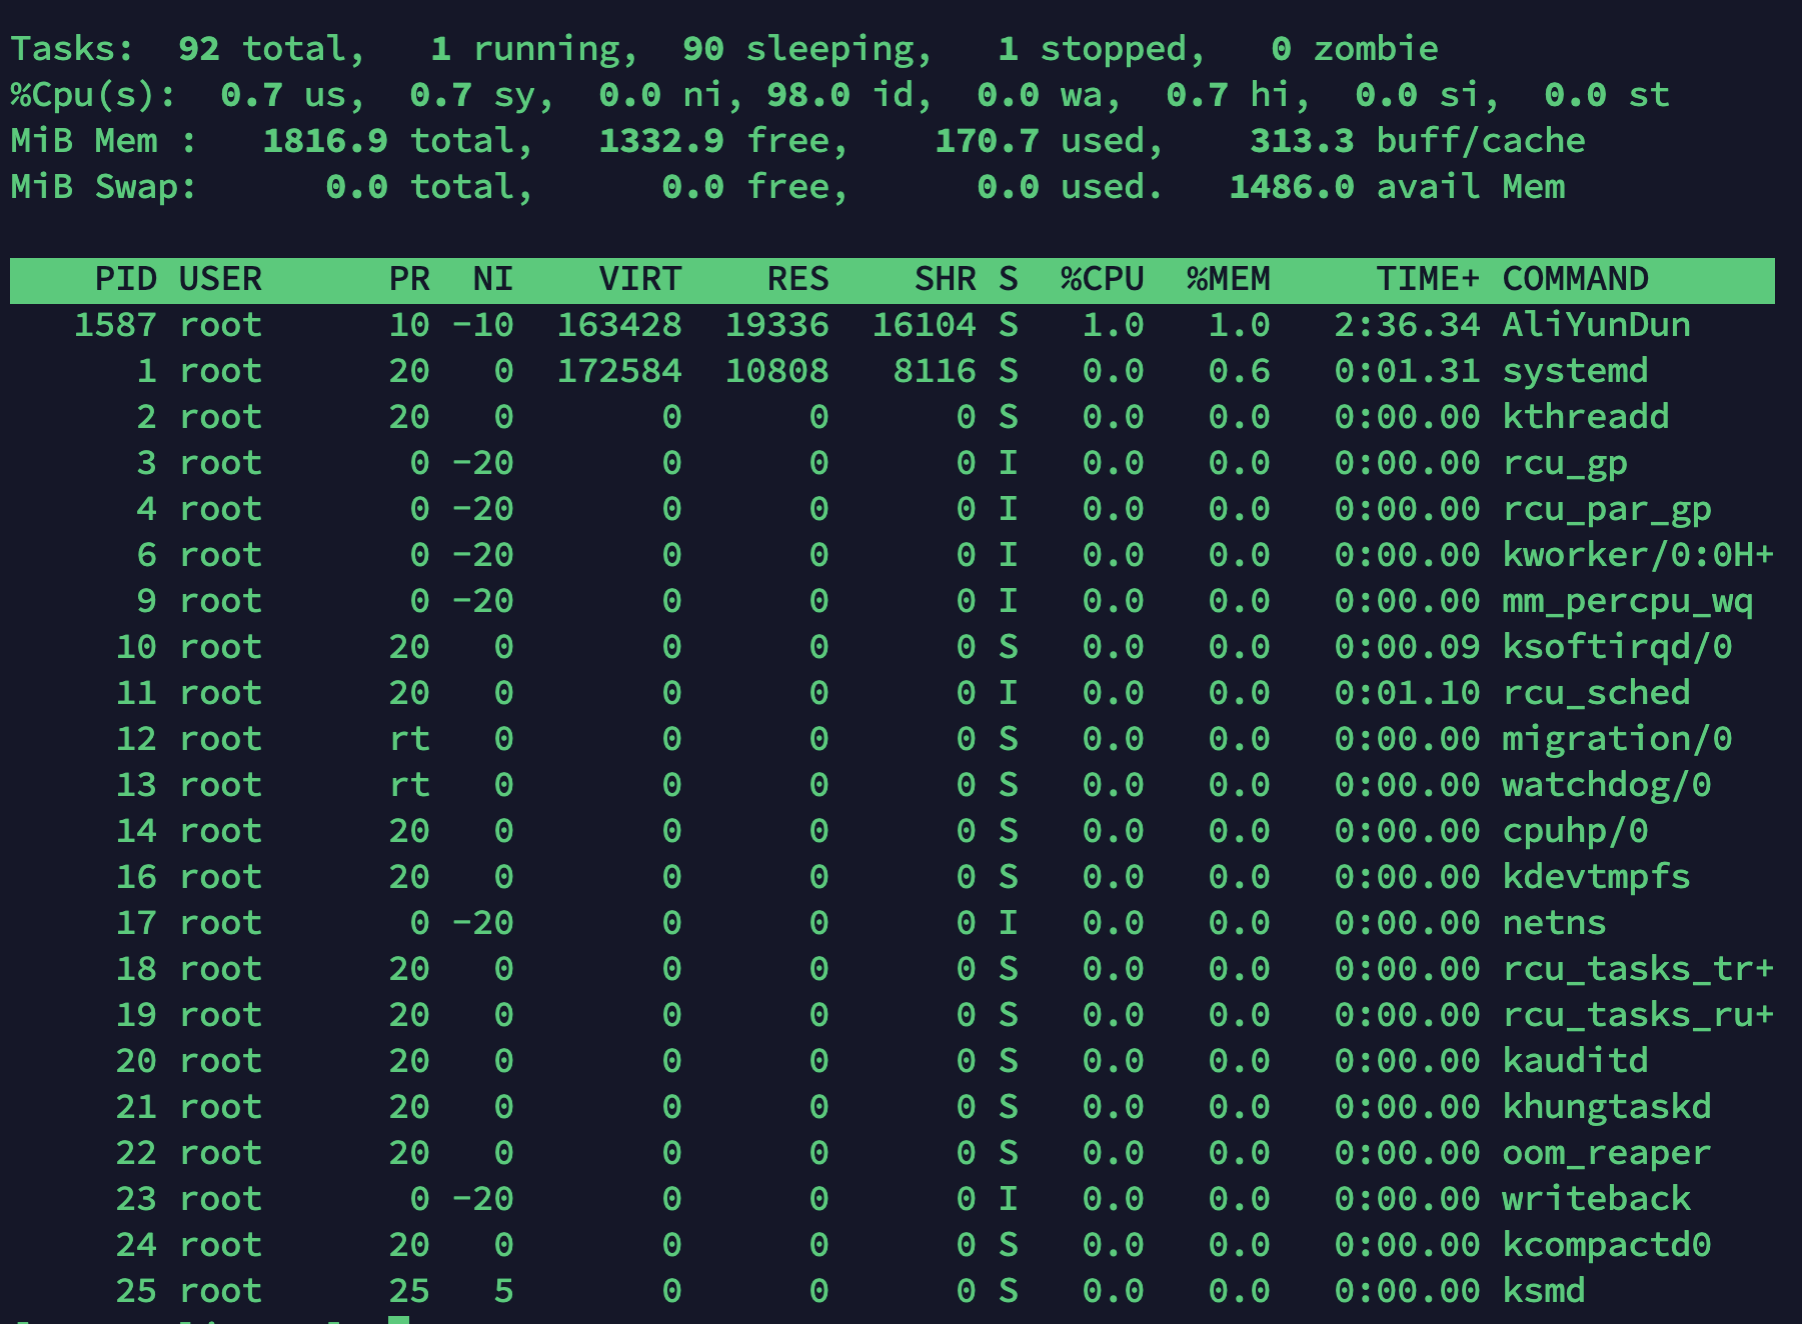 Tasks:  92 total,   1 running,  90 sleeping,   1 stopped,   0 zombie
%Cpu(s):  0.7 us,  0.7 sy,  0.0 ni, 98.0 id,  0.0 wa,  0.7 hi,  0.0 si,  0.0 st
MiB Mem :   1816.9 total,   1332.9 free,    170.7 used,    313.3 buff/cache
MiB Swap:      0.0 total,      0.0 free,      0.0 used.   1486.0 avail Mem
    PID USER      PR  NI    VIRT    RES    SHR S  %CPU  %MEM     TIME+ COMMAND
   1587 root      10 -10  163428  19336  16104 S   1.0   1.0   2:36.34 AliYunDun
      1 root      20   0  172584  10808   8116 S   0.0   0.6   0:01.31 systemd
      2 root      20   0       0      0      0 S   0.0   0.0   0:00.00 kthreadd
      3 root       0 -20       0      0      0 I   0.0   0.0   0:00.00 rcu_gp
      4 root       0 -20       0      0      0 I   0.0   0.0   0:00.00 rcu_par_gp
      6 root       0 -20       0      0      0 I   0.0   0.0   0:00.00 kworker/0:0H+
      9 root       0 -20       0      0      0 I   0.0   0.0   0:00.00 mm_percpu_wq
     10 root      20   0       0      0      0 S   0.0   0.0   0:00.09 ksoftirqd/0
     11 root      20   0       0      0      0 I   0.0   0.0   0:01.10 rcu_sched
     12 root      rt   0       0      0      0 S   0.0   0.0   0:00.00 migration/0
     13 root      rt   0       0      0      0 S   0.0   0.0   0:00.00 watchdog/0
     14 root      20   0       0      0      0 S   0.0   0.0   0:00.00 cpuhp/0
     16 root      20   0       0      0      0 S   0.0   0.0   0:00.00 kdevtmpfs
     17 root       0 -20       0      0      0 I   0.0   0.0   0:00.00 netns
     18 root      20   0       0      0      0 S   0.0   0.0   0:00.00 rcu_tasks_tr+
     19 root      20   0       0      0      0 S   0.0   0.0   0:00.00 rcu_tasks_ru+
     20 root      20   0       0      0      0 S   0.0   0.0   0:00.00 kauditd
     21 root      20   0       0      0      0 S   0.0   0.0   0:00.00 khungtaskd
     22 root      20   0       0      0      0 S   0.0   0.0   0:00.00 oom_reaper
     23 root       0 -20       0      0      0 I   0.0   0.0   0:00.00 writeback
     24 root      20   0       0      0      0 S   0.0   0.0   0:00.00 kcompactd0
     25 root      25   5       0      0      0 S   0.0   0.0   0:00.00 ksmd